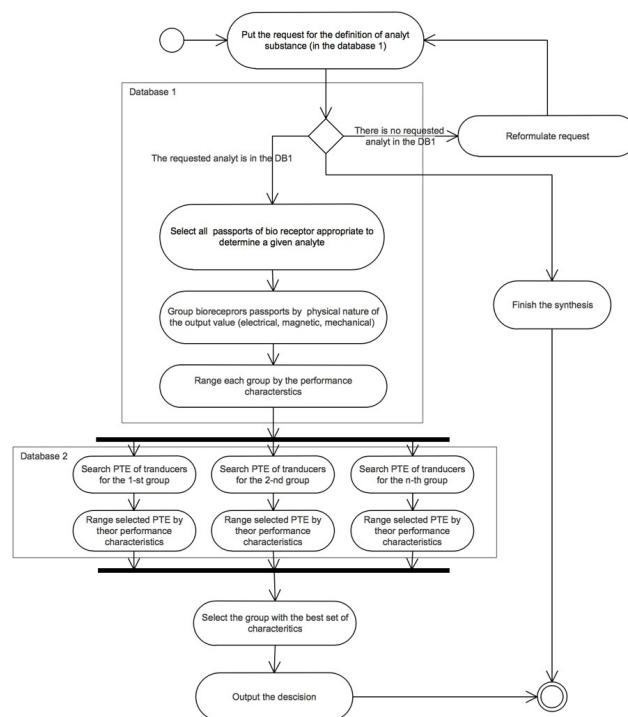 Put the request for the definition of analyt
substance (in the database 1)
Database 1
There is no requested
analyt in the DB1
Reformulate request
The requested analyt is in the DB1
Select all passports of bio receptor appropriate to
determine a given analyte
Group bioreceprors passports by physical nature of
the output value (electrical, magnetic, mechanical)
Finish the synthesis
Range each group by the performance
characterstics
Database 2
Search PTE of tranducers
for the 1-st group
Search PTE of tranducers
for the 2-nd group
Search PTE of tranducers
for the n-th group
Range selected PTE by
theor performance
characteristics
Range selected PTE by
theor performance
characteristics
Range selected PTE by
theor performance
characteristics
Select the group with the best set of
characteritics
Output the descision